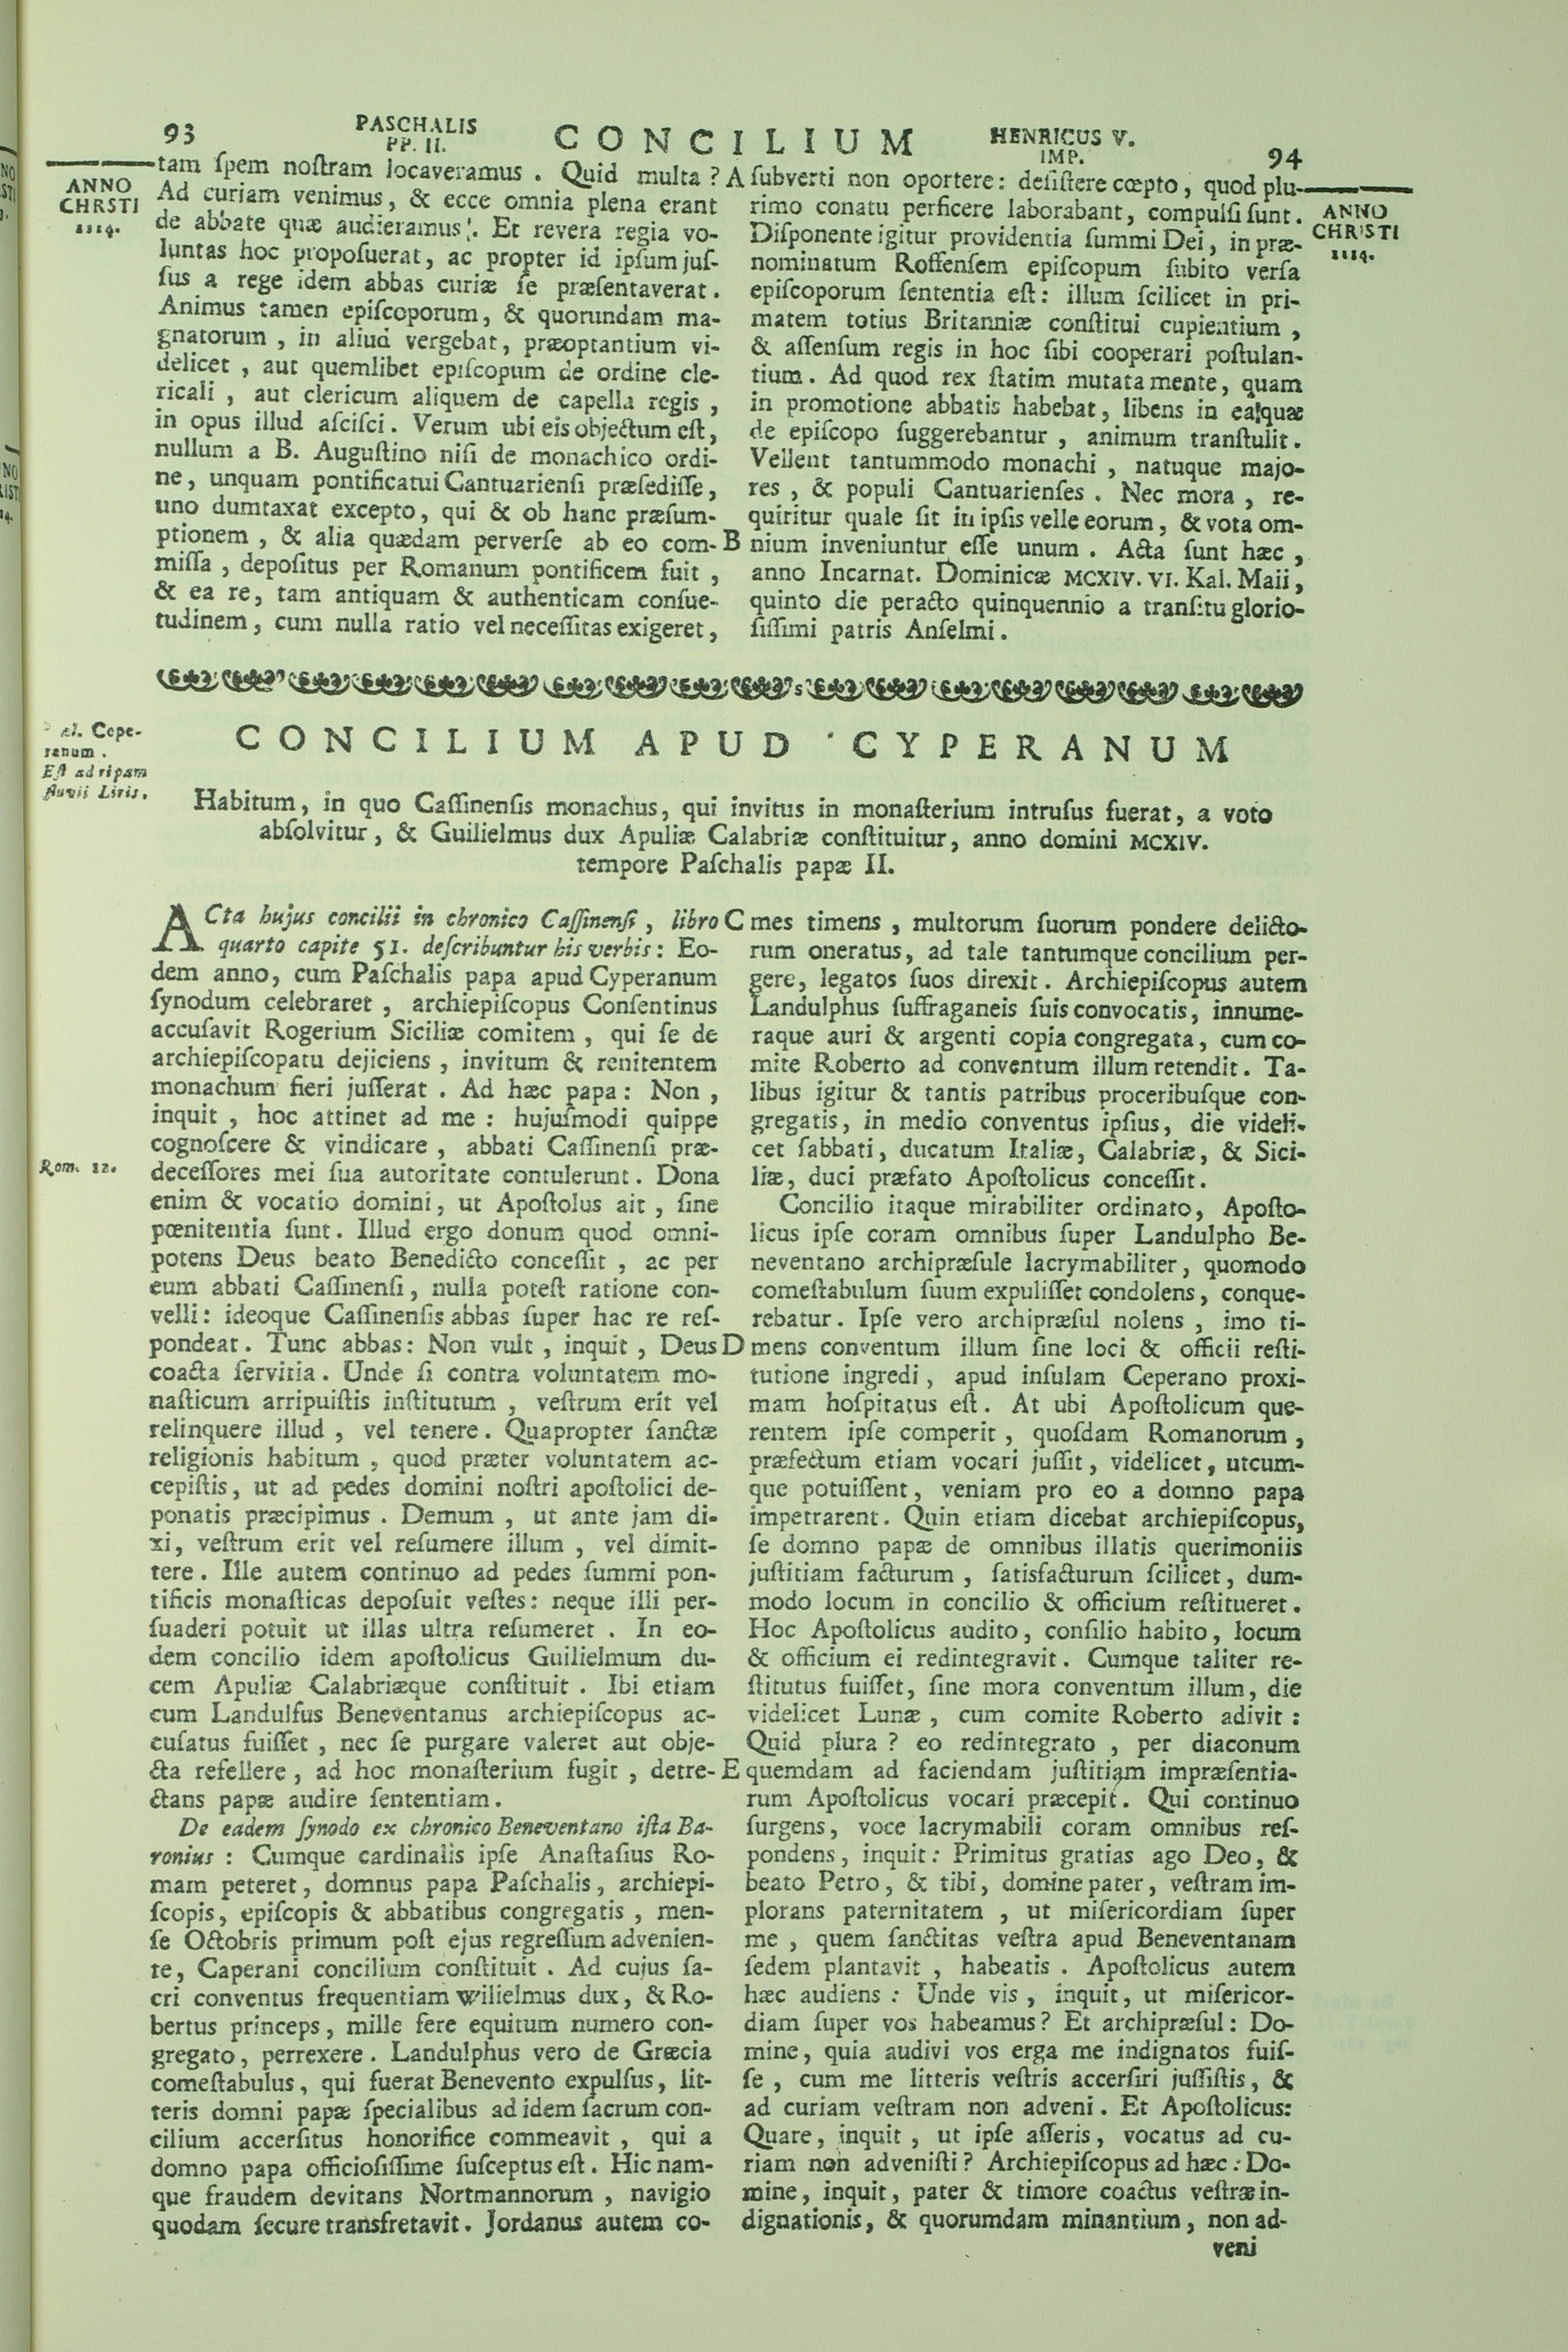 93
PASCHALIS
PP. II.
CONCILIUM
HENRICUS V.
IMP.
94
ANNO
CHRSTI
1114.
tam ſpem noſtram locaveramus . Quid multa ?
Ad curiam venimus, & ecce omnia plena erant
de abbate quæ audieramus. Et revera regia vo-
luntas hoc propoſuerat, ac propter id ipſum juſ-
ſus a rege idem abbas curiæ ſe præſentaverat.
Animus tamen epiſcoporum, & quorundam ma-
gnatorum , in aliud vergebat, præoptantium vi-
delicet , aut quemlibet epiſcopum de ordine cle-
ricali , aut clericum aliquem de capella regis ,
in opus illud aſciſci. Verum ubi eis objectum eſt,
nullum a B. Auguſtino niſi de monachico ordi-
ne, unquam pontificatui Cantuarienſi præſediſſe,
uno dumtaxat excepto, qui & ob hanc præſum-
ptionem , & alia quædam perverſe ab eo com-
miſſa , depoſitus per Romanum pontificem fuit ,
& ea re, tam antiquam & authenticam conſue-
tudinem, cum nulla ratio vel neceſſitas exigeret,
A
B
ſubverti non oportere: deſiſtere cœpto, quod plu-
rimo conatu perficere laborabant, compulſi ſunt.
Diſponente igitur providentia ſummi Dei, in præ-
nominatum Roffenſem epiſcopum ſubito verſa
epiſcoporum ſententia eſt: illum ſcilicet in pri-
matem totius Britanniæ conſtitui cupientium ,
& aſſenſum regis in hoc ſibi cooperari poſtulan-
tium. Ad quod rex ſtatim mutata mente, quam
in promotione abbatis habebat, libens in ea quæ
de epiſcopo ſuggerebantur , animum tranſtulit.
Vellent tantummodo monachi , natuque majo-
res , & populi Cantuarienſes . Nec mora , re-
quiritur quale ſit in ipſis velle eorum, & vota om-
nium inveniuntur eſſe unum . Acta ſunt hæc ,
anno Incarnat. Dominicæ MCXIV. VI. Kal. Maii,
quinto die peracto quinquennio a tranſitu glorio-
ſiſſimi patris Anſelmi.
ANNO
CHRISTI
1114.
al. Cepe-
ranum.
Eſt ad ripam
fluvii Liris.
CONCILIUM APUD CYPERANUM
Habitum, in quo Caſſinenſis monachus, qui invitus in monaſterium intruſus fuerat, a voto
abſolvitur, & Guilielmus dux Apuliæ Calabriæ conſtituitur, anno domini MCXIV.
tempore Paſchalis papæ II.
ACta hujus concilii in chronico Caſſinenſi , libro
quarto capite 51. deſcribuntur his verbis : Eo-
dem anno, cum Paſchalis papa apud Cyperanum
ſynodum celebraret , archiepiſcopus Conſentinus
accuſavit Rogerium Siciliæ comitem , qui ſe de
archiepiſcopatu dejiciens , invitum & renitentem
monachum fieri juſſerat . Ad hæc papa: Non ,
inquit , hoc attinet ad me : hujuſmodi quippe
cognoſcere & vindicare , abbati Caſſinenſi præ-
Rom. 12.
deceſſores mei ſua autoritate contulerunt. Dona
enim & vocatio domini, ut Apoſtolus ait , ſine
pœnitentia ſunt. Illud ergo donum quod omni-
potens Deus beato Benedicto conceſſit , ac per
eum abbati Caſſinenſi, nulla poteſt ratione con-
velli: ideoque Caſſinenſis abbas ſuper hac re reſ-
pondeat. Tunc abbas: Non vult , inquit , Deus
coacta ſervitia. Unde ſi contra voluntatem mo-
naſticum arripuiſtis inſtitutum , veſtrum erit vel
relinquere illud , vel tenere. Quapropter ſanctæ
religionis habitum , quod præter voluntatem ac-
cepiſtis, ut ad pedes domini noſtri apoſtolici de-
ponatis præcipimus . Demum , ut ante jam di-
xi, veſtrum erit vel reſumere illum , vel dimit-
tere. Ille autem continuo ad pedes ſummi pon-
tificis monaſticas depoſuit veſtes: neque illi per-
ſuaderi potuit ut illas ultra reſumeret . In eo-
dem concilio idem apoſtolicus Guilielmum du-
cem Apuliæ Calabriæque conſtituit . Ibi etiam
cum Landulfus Beneventanus archiepiſcopus ac-
cuſatus fuiſſet , nec ſe purgare valeret aut obje-
cta refellere, ad hoc monaſterium fugit , detre-
ctans papæ audire ſententiam.
De eadem ſynodo ex chronico Beneventano iſta Ba-
ronius : Cumque cardinalis ipſe Anaſtaſius Ro-
mam peteret, domnus papa Paſchalis, archiepi-
ſcopis, epiſcopis & abbatibus congregatis , men-
ſe Octobris primum poſt ejus regreſſum advenien-
te, Caperani concilium conſtituit . Ad cujus ſa-
cri conventus frequentiam Wilielmus dux, & Ro-
bertus princeps, mille fere equitum numero con-
gregato, perrexere. Landulphus vero de Græcia
comeſtabulus, qui fuerat Benevento expulſus, lit-
teris domni papæ ſpecialibus ad idem ſacrum con-
cilium accerſitus honorifice commeavit , qui a
domno papa officioſiſſime ſuſceptus eſt. Hic nam-
que fraudem devitans Nortmannorum , navigio
quodam ſecure transfretavit. Jordanus autem co-
C
D
E
mes timens , multorum ſuorum pondere delicto-
rum oneratus, ad tale tantumque concilium per-
gere, legatos ſuos direxit. Archiepiſcopus autem
Landulphus ſuffraganeis ſuis convocatis, innume-
raque auri & argenti copia congregata, cum co-
mite Roberto ad conventum illum retendit. Ta-
libus igitur & tantis patribus proceribuſque con-
gregatis, in medio conventus ipſius, die videli-
cet ſabbati, ducatum Italiæ, Calabriæ, & Sici-
liæ, duci præfato Apoſtolicus conceſſit.
Concilio itaque mirabiliter ordinato, Apoſto-
licus ipſe coram omnibus ſuper Landulpho Be-
neventano archipræſule lacrymabiliter, quomodo
comeſtabulum ſuum expuliſſet condolens, conque-
rebatur. Ipſe vero archipræſul nolens , imo ti-
mens conventum illum ſine loci & officii reſti-
tutione ingredi, apud inſulam Ceperano proxi-
mam hoſpitatus eſt. At ubi Apoſtolicum que-
rentem ipſe comperit , quoſdam Romanorum ,
præfectum etiam vocari juſſit, videlicet, utcum-
que potuiſſent, veniam pro eo a domno papa
impetrarent. Quin etiam dicebat archiepiſcopus,
ſe domno papæ de omnibus illatis querimoniis
juſtitiam facturum , ſatisfacturum ſcilicet, dum-
modo locum in concilio & officium reſtitueret.
Hoc Apoſtolicus audito, conſilio habito, locum
& officium ei redintegravit. Cumque taliter re-
ſtitutus fuiſſet, ſine mora conventum illum, die
videlicet Lunæ , cum comite Roberto adivit :
Quid plura ? eo redintegrato , per diaconum
quemdam ad faciendam juſtitiam impræſentia-
rum Apoſtolicus vocari præcepit. Qui continuo
ſurgens, voce lacrymabili coram omnibus reſ-
pondens, inquit: Primitus gratias ago Deo, &
beato Petro, & tibi, domine pater, veſtram im-
plorans paternitatem , ut miſericordiam ſuper
me , quem ſanctitas veſtra apud Beneventanam
ſedem plantavit , habeatis . Apoſtolicus autem
hæc audiens : Unde vis , inquit, ut miſericor-
diam ſuper vos habeamus? Et archipræſul: Do-
mine, quia audivi vos erga me indignatos fuiſ-
ſe , cum me litteris veſtris accerſiri juſſiſtis, &
ad curiam veſtram non adveni. Et Apoſtolicus:
Quare, inquit , ut ipſe aſſeris, vocatus ad cu-
riam non adveniſti? Archiepiſcopus ad hæc: Do-
mine, inquit, pater & timore coactus veſtræ in-
dignationis, & quorumdam minantium, non ad-
veni